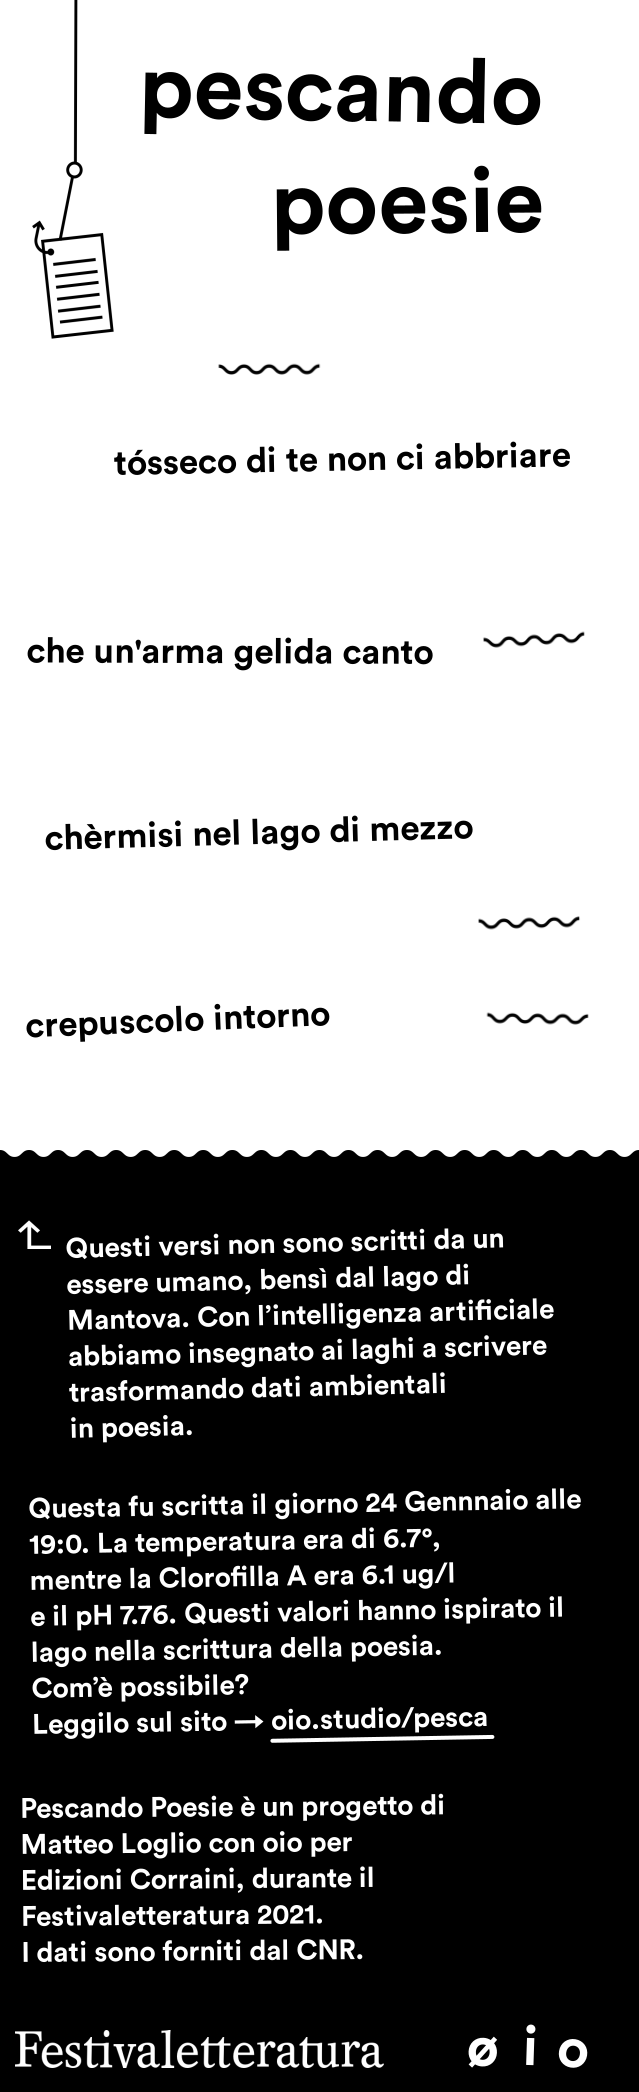 pescando
poesie
tósseco di te non ci abbriare
che un'arma gelida canto
chèrmisi nel lago di mezzo
crepuscolo intorno
Questi versi non sono scritti da un
essere umano, bensì dal lago di
Mantova. Con l’intelligenza artificiale
abbiamo insegnato ai laghi a scrivere
trasformando dati ambientali
in poesia.
Questa fu scritta il giorno 24 Gennnaio alle
19:0. La temperatura era di 6.7°,
mentre la Clorofilla A era 6.1 ug/l
e il pH 7.76. Questi valori hanno ispirato il
lago nella scrittura della poesia.
Com’è possibile?
Leggilo sul sito → oio.studio/pesca
Pescando Poesie è un progetto di
Matteo Loglio con oio per
Edizioni Corraini, durante il
Festivaletteratura 2021.
I dati sono forniti dal CNR.
Festivaletteratura ø i o